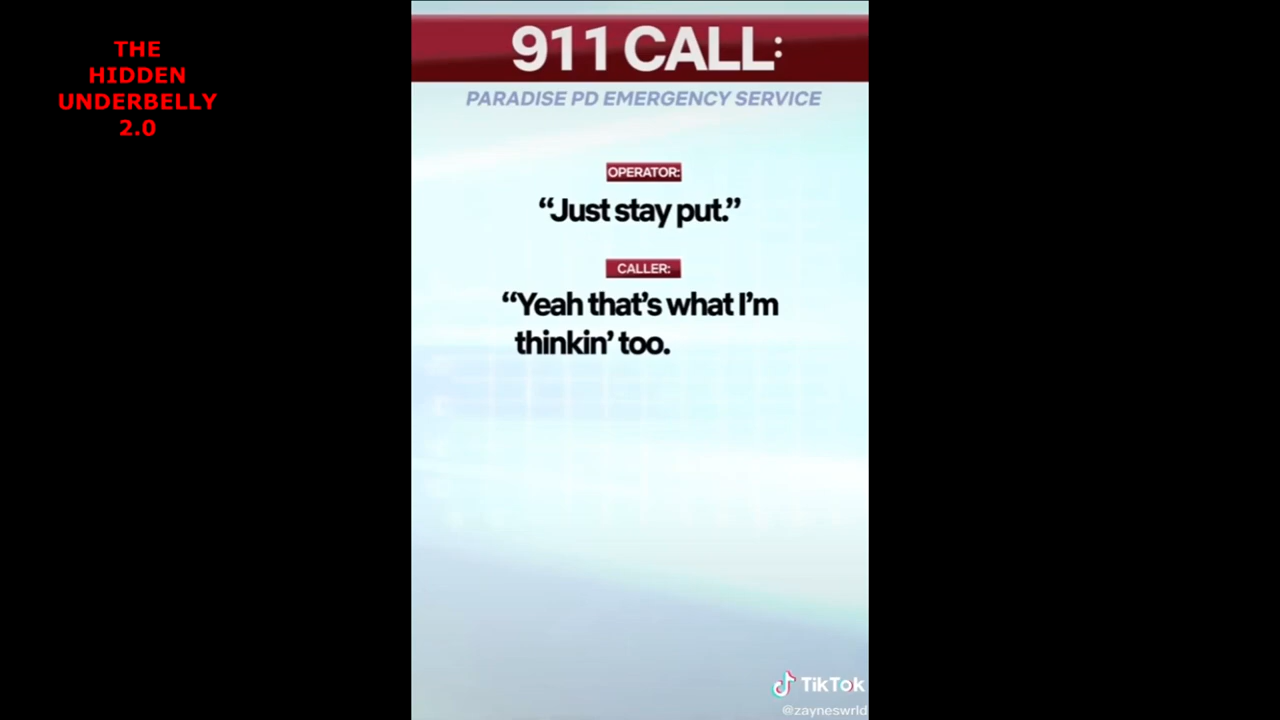 THE
HIDDEN
UNDERBELLY
2.0
911 CALL:
PARADISE PD EMERGENCY SERVICE
OPERATOR:
“Just stay put.”
CALLER:
“Yeah that’s what I’m
thinkin’ too.
TikTok
@zayneswrld